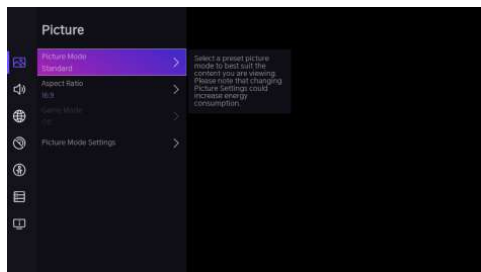 Picture
Picture Mode
Standard
Select a preset picture
mode to best suit the
content you are viewing.
Please note that changing
Picture Settings could
increase energy
consumption.
Aspect Ratio
16:9
Game Mode
Off
Picture Mode Settings